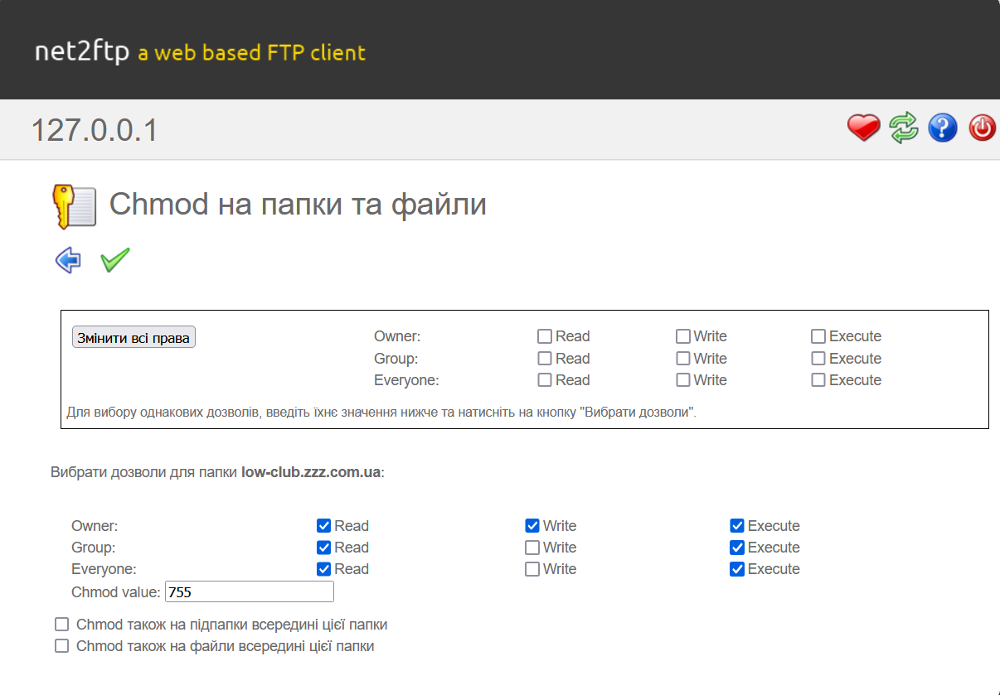 net2ftp a web based FTP client
127.0.0.1
Chmod на папки та файли
Змінити всі права Owner: Read Write Execute
Group: Read Write Execute
Everyone: Read Write Execute
Для вибору однакових дозволів, введіть їхнє значення нижче та натисніть на кнопку "Вибрати дозволи".
Вибрати дозволи для папки low-club.zzz.com.ua:
Owner: Read Write Execute
Group: Read Write Execute
Everyone: Read Write Execute
Chmod value: 755
Chmod також на підпапки всередині цієї папки
Chmod також на файли всередині цієї папки